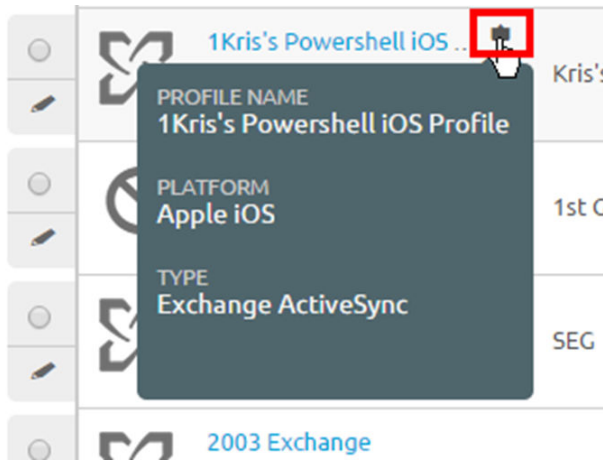 1Kris's Powershell iOS ...
Kris's
PROFILE NAME
1Kris's Powershell iOS Profile
PLATFORM
Apple iOS
1st
TYPE
Exchange ActiveSync
SEG
2003 Exchange